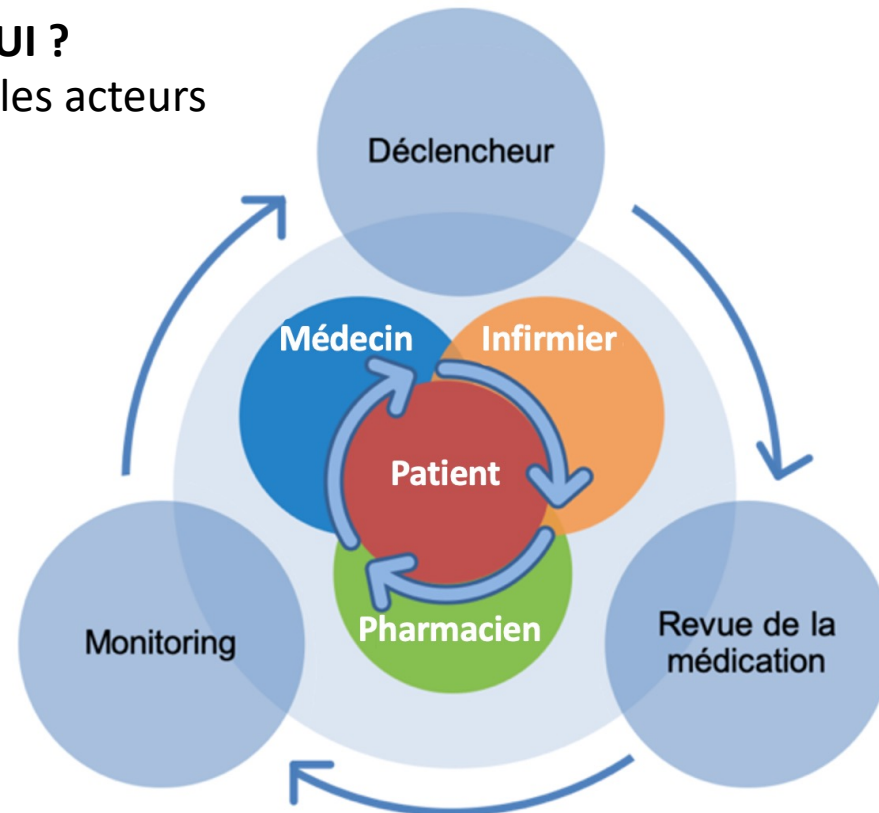 UI ?
les acteurs
Déclencheur
Médecin
Infirmier
Patient
Pharmacien
Monitoring
Revue de la
médication